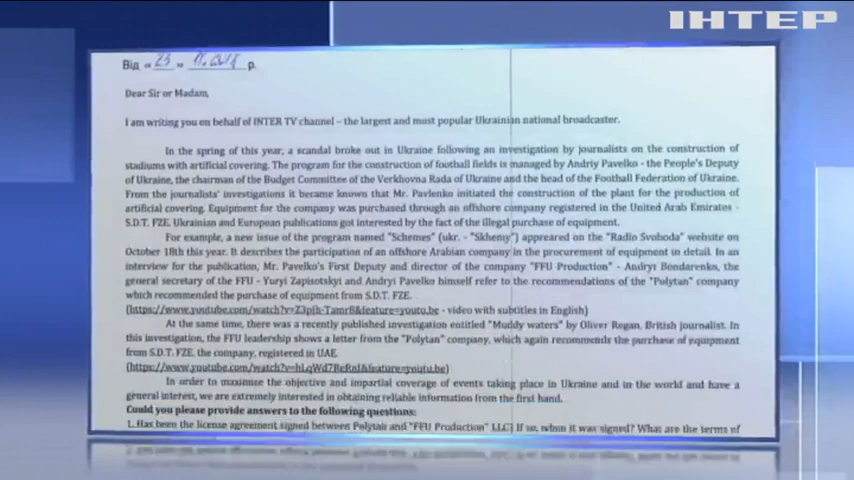 ІНТЕР
Від « 23 » р.
Dear Sir or Madam,
I am writing you on behalf of INTER TV channel – the largest and most popular Ukrainian national broadcaster.
In the spring of this year, a scandal broke out in Ukraine following an investigation by journalists on the construction of
stadiums with artificial covering. The program for the construction of football fields is managed by Andriy Pavelko - the People's Deputy
of Ukraine, the chairman of the Budget Committee of the Verkhovna Rada of Ukraine and the head of the Football Federation of Ukraine.
From the journalists' investigations it became known that Mr. Pavlenko initiated the construction of the plant for the production of
artificial covering. Equipment for the company was purchased through an offshore company registered in the United Arab Emirates -
S.D.T. FZE. Ukrainian and European publications got interested by the fact of the illegal purchase of equipment.
For example, a new issue of the program named "Schemes" (ukr. - "Skhemy") appreared on the "Radio Svoboda" website on
October 18th this year. It describes the participation of an offshore Arabian company in the procurement of equipment in detail. In an
interview for the publication, Mr. Pavelko's First Deputy and director of the company "FFU Production" - Andryi Bondarenko, the
general secretary of the FFU - Yuryi Zapisotskyi and Andryi Pavelko himself refer to the recommendations of the "Polytan" company
which recommended the purchase of equipment from S.D.T. FZE.
- video with subtitles in English)
At the same time, there was a recently published investigation entitled "Muddy waters" by Oliver Regan, British journalist. In
this investigation, the FFU leadership shows a letter from the "Polytan" company, which again recommends the purchase of equipment
from S.D.T. FZE, the company, registered in UAE.
In order to maximise the objective and impartial coverage of events taking place in Ukraine and in the world and have a
general interest, we are extremely interested in obtaining reliable information from the first hand.
Could you please provide answers to the following questions:
1. Has been the license agreement signed between Polytan and "FFU Production" LLC? If so, when it was signed? What are the terms of